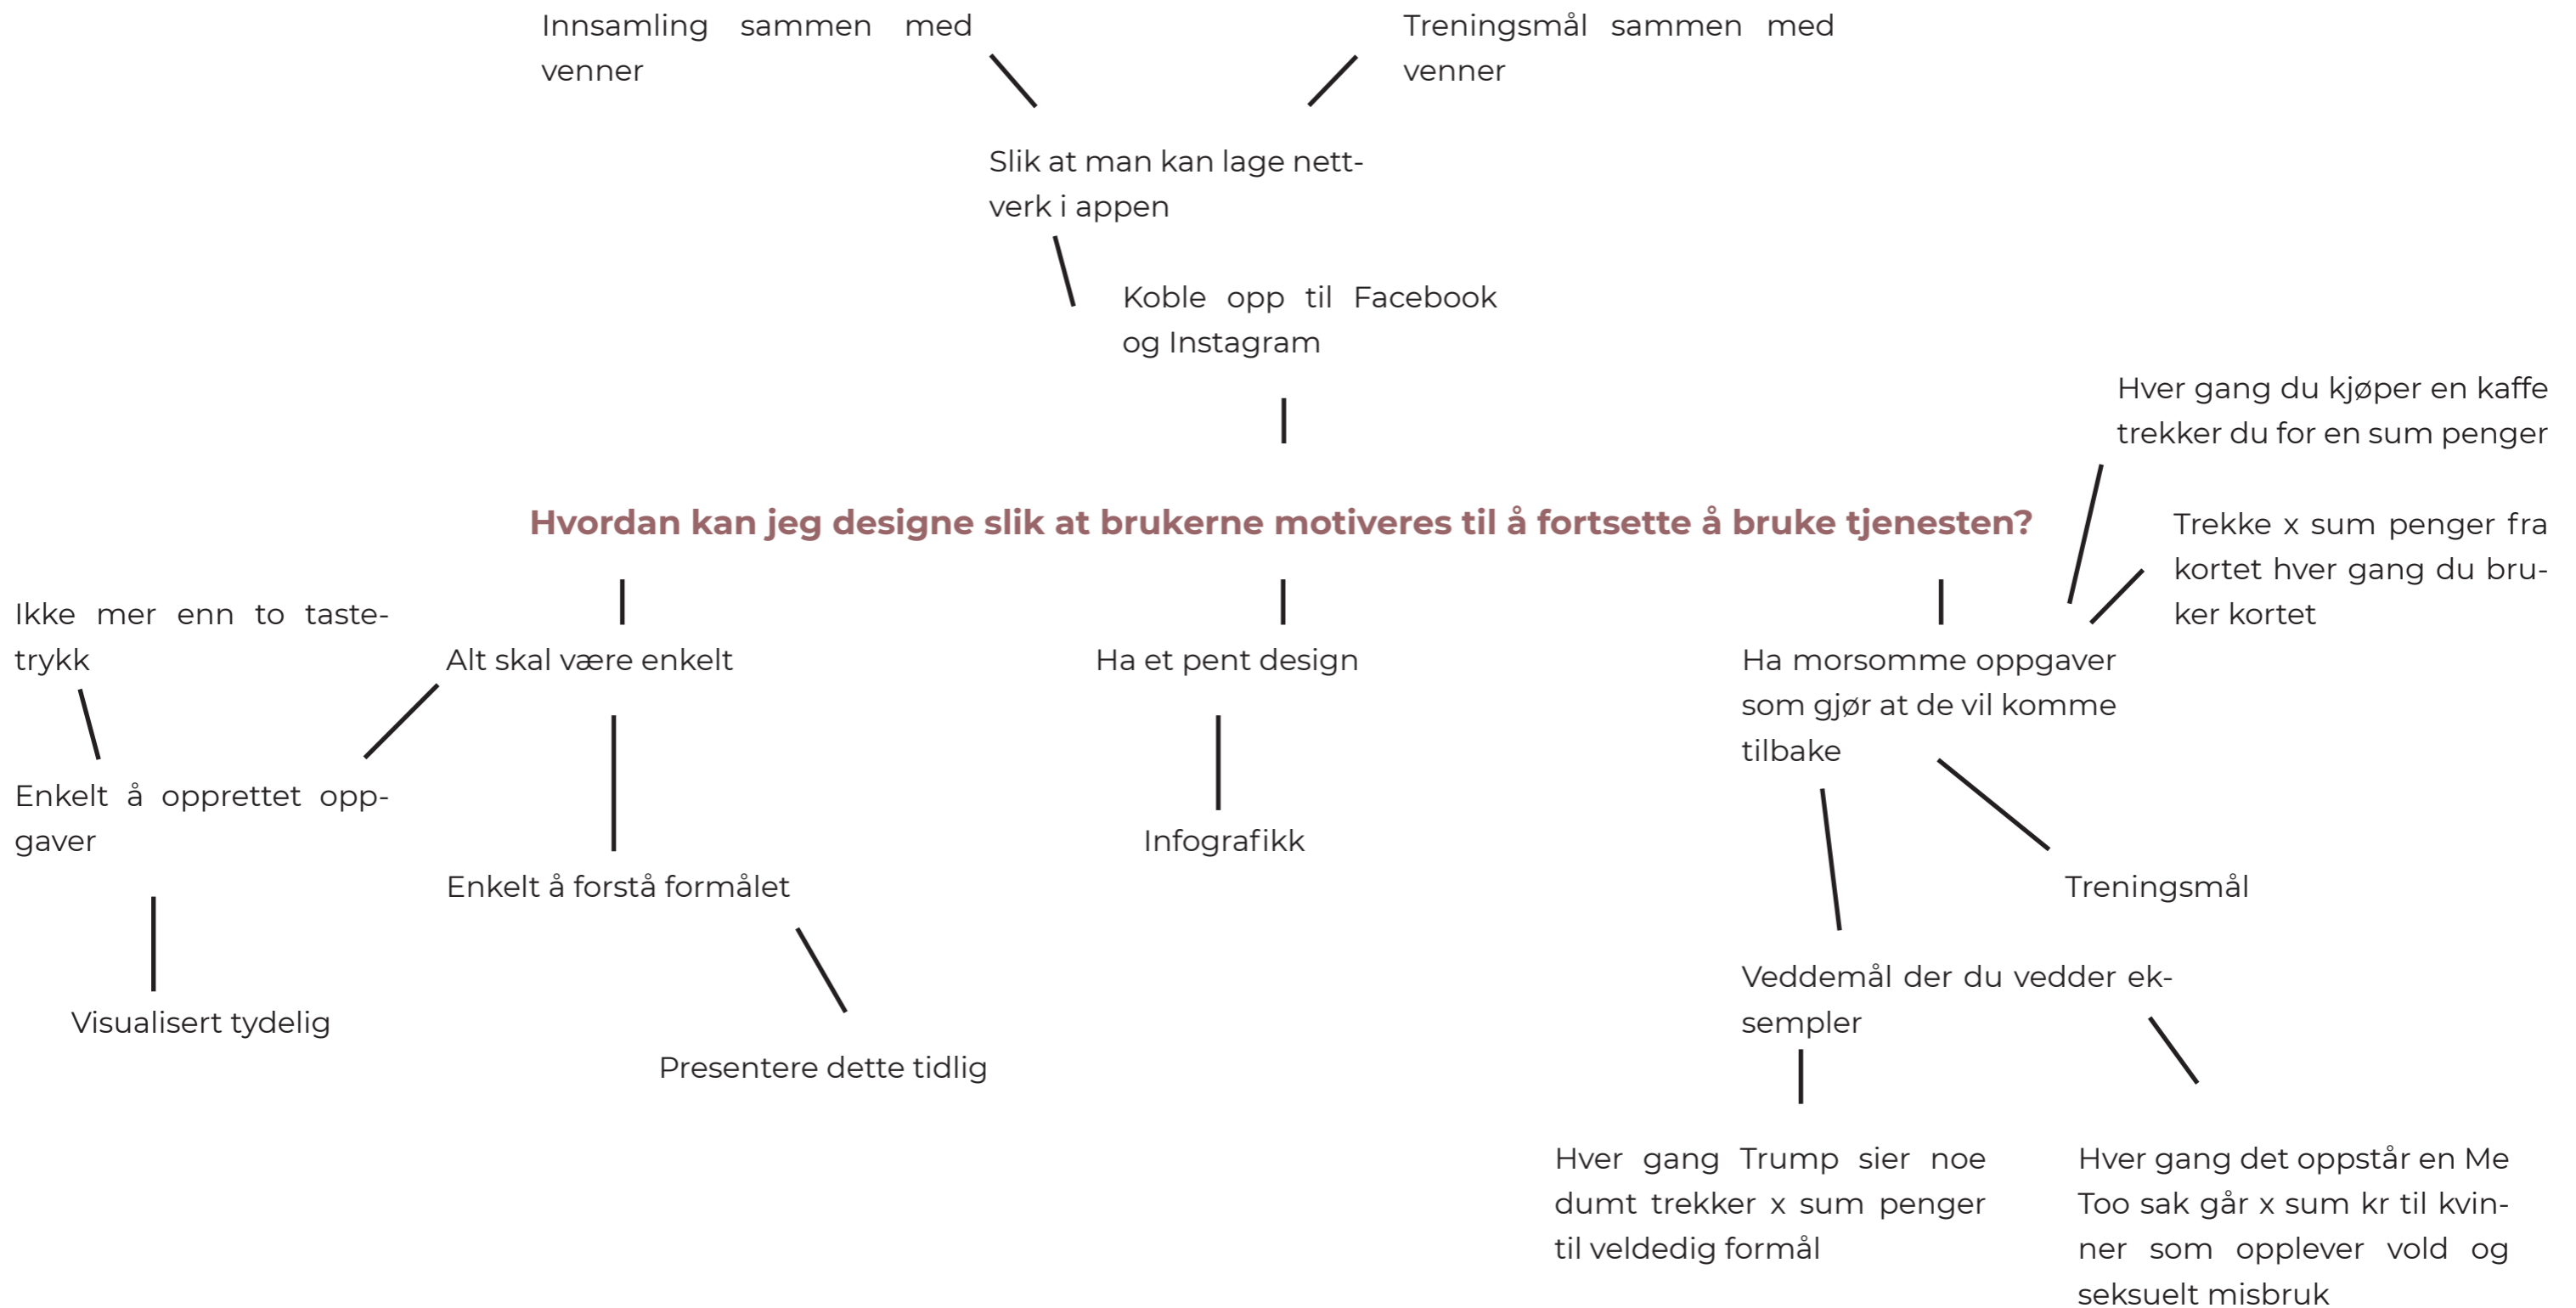 Innsamling sammen med
venner
Treningsmål sammen med
venner
Slik at man kan lage nett-
verk i appen
Koble opp til Facebook
og Instagram
Hver gang du kjøper en kaffe
trekker du for en sum penger
Hvordan kan jeg designe slik at brukerne motiveres til å fortsette å bruke tjenesten?
Trekke x sum penger fra
kortet hver gang du bru-
ker kortet
Ikke mer enn to taste-
trykk
Alt skal være enkelt
Ha et pent design
Ha morsomme oppgaver
som gjør at de vil komme
tilbake
Enkelt å opprettet opp-
gaver
Infografikk
Enkelt å forstå formålet
Treningsmål
Visualisert tydelig
Veddemål der du vedder ek-
sempler
Presentere dette tidlig
Hver gang Trump sier noe
dumt trekker x sum penger
til veldedig formål
Hver gang det oppstår en Me
Too sak går x sum kr til kvin-
ner som opplever vold og
seksuelt misbruk